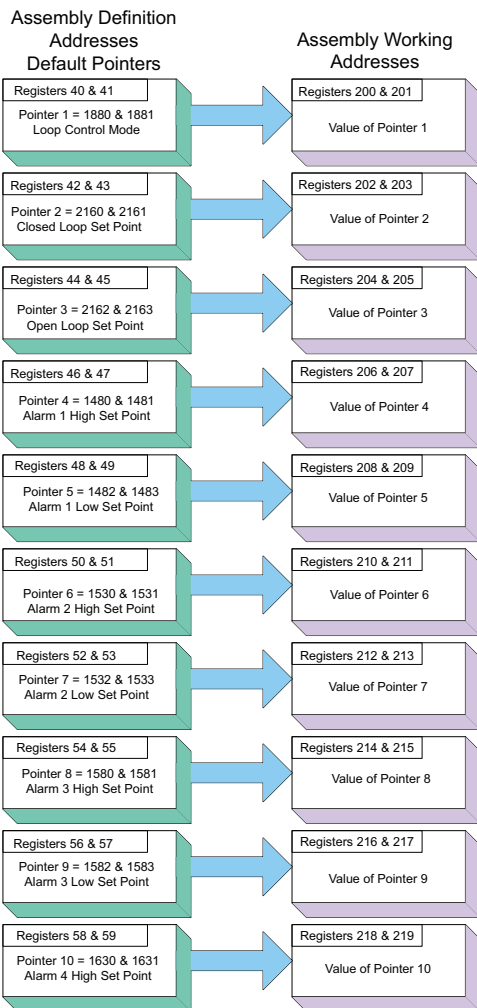 Assembly Definition
Addresses
Default Pointers
Assembly Working
Addresses
Registers 40 & 41
Pointer 1 = 1880 & 1881
Loop Control Mode
Registers 200 & 201
Value of Pointer 1
Registers 42 & 43
Pointer 2 = 2160 & 2161
Closed Loop Set Point
Registers 202 & 203
Value of Pointer 2
Registers 44 & 45
Pointer 3 = 2162 & 2163
Open Loop Set Point
Registers 204 & 205
Value of Pointer 3
Registers 46 & 47
Pointer 4 = 1480 & 1481
Alarm 1 High Set Point
Registers 206 & 207
Value of Pointer 4
Registers 48 & 49
Pointer 5 = 1482 & 1483
Alarm 1 Low Set Point
Registers 208 & 209
Value of Pointer 5
Registers 50 & 51
Pointer 6 = 1530 & 1531
Alarm 2 High Set Point
Registers 210 & 211
Value of Pointer 6
Registers 52 & 53
Pointer 7 = 1532 & 1533
Alarm 2 Low Set Point
Registers 212 & 213
Value of Pointer 7
Registers 54 & 55
Pointer 8 = 1580 & 1581
Alarm 3 High Set Point
Registers 214 & 215
Value of Pointer 8
Registers 56 & 57
Pointer 9 = 1582 & 1583
Alarm 3 Low Set Point
Registers 216 & 217
Value of Pointer 9
Registers 58 & 59
Pointer 10 = 1630 & 1631
Alarm 4 High Set Point
Registers 218 & 219
Value of Pointer 10